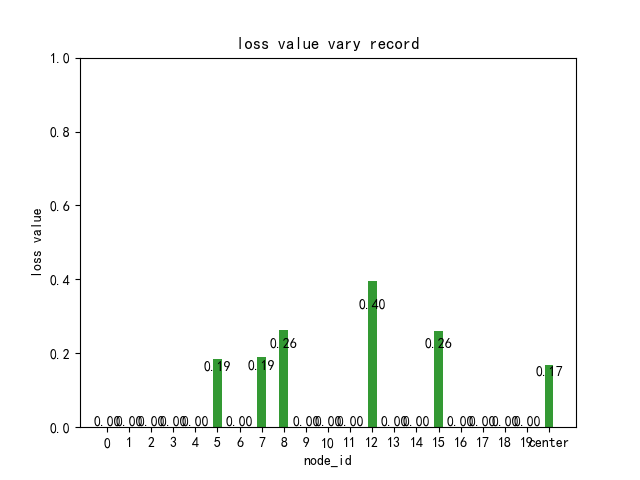 loss value vary record
1.0
0.8
0.6
0.4
0.2
0.0
loss value
0.00 0.00 0.00 0.00 0.00 0.19 0.00 0.19 0.26 0.00 0.00 0.00 0.40 0.00 0.00 0.26 0.00 0.00 0.00 0.00 0.17
0 1 2 3 4 5 6 7 8 9 10 11 12 13 14 15 16 17 18 19 center
node_id